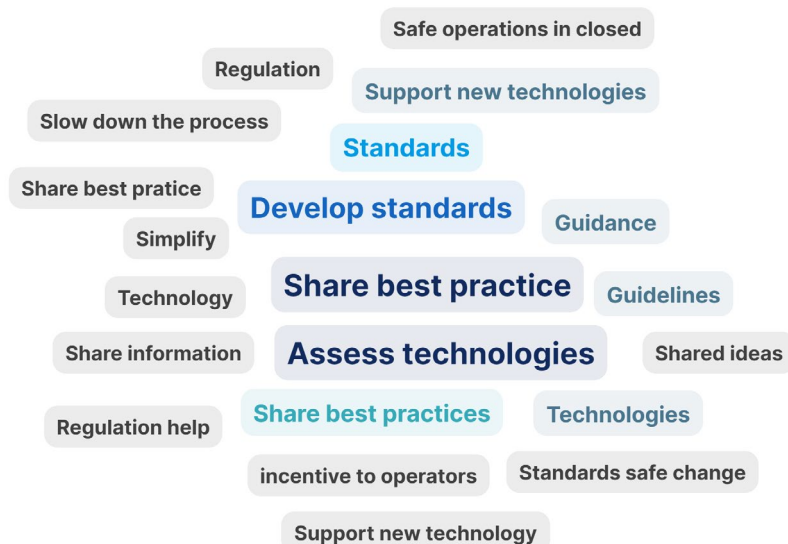 Safe operations in closed
Regulation
Support new technologies
Slow down the process
Standards
Share best pratice
Develop standards
Guidance
Simplify
Share best practice
Technology
Guidelines
Share information
Assess technologies
Shared ideas
Share best practices
Technologies
Regulation help
incentive to operators
Standards safe change
Support new technology